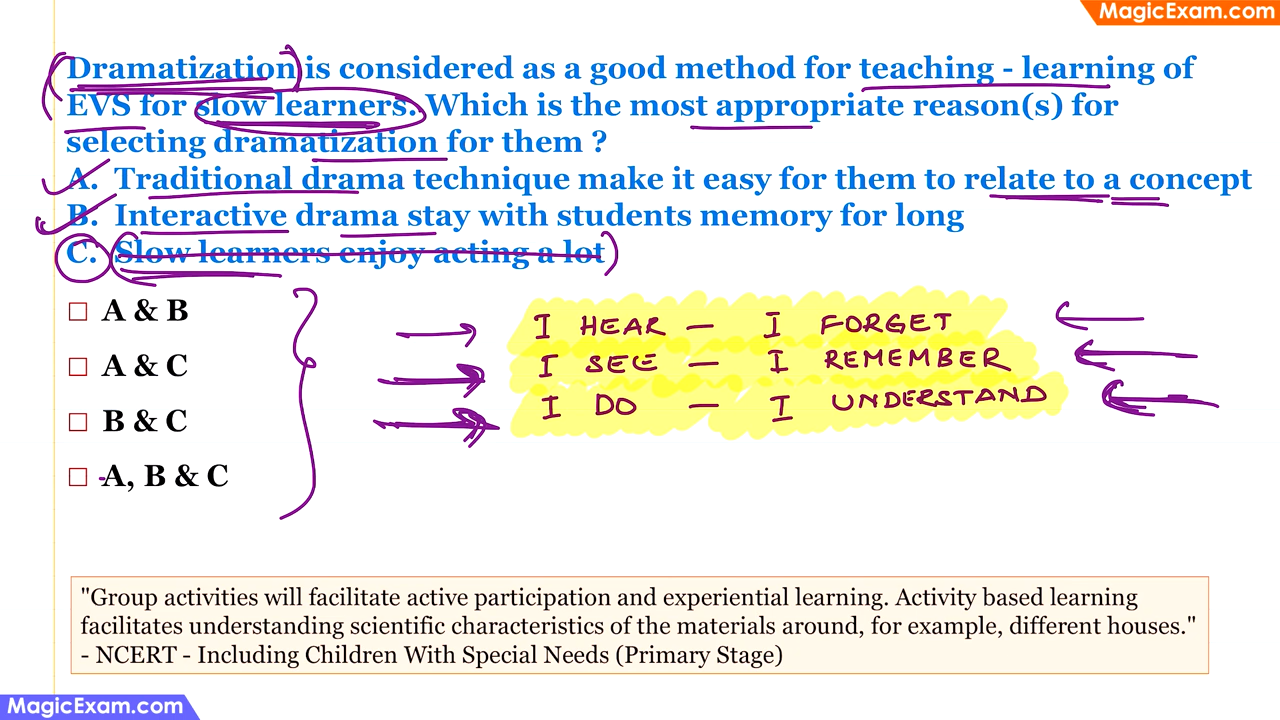 MagicExam.com
Dramatization is considered as a good method for teaching - learning of
EVS for slow learners. Which is the most appropriate reason(s) for
selecting dramatization for them ?
A. Traditional drama technique make it easy for them to relate to a concept
B. Interactive drama stay with students memory for long
C. Slow learners enjoy acting a lot
A & B
A & C
B & C
A, B & C
I HEAR — I FORGET
I SEE — I REMEMBER
I DO — I UNDERSTAND
"Group activities will facilitate active participation and experiential learning. Activity based learning
facilitates understanding scientific characteristics of the materials around, for example, different houses."
- NCERT - Including Children With Special Needs (Primary Stage)
MagicExam.com